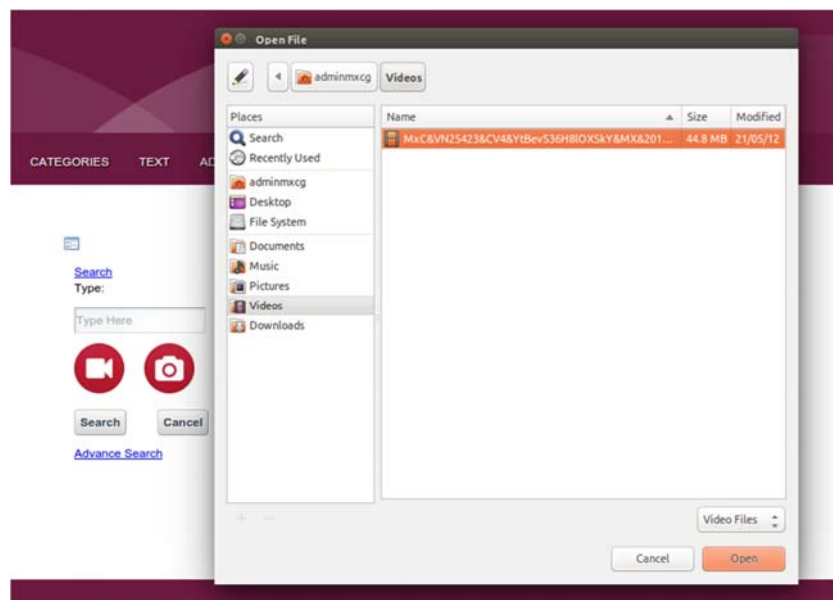 Open File
adminmxcg
Videos
Places
Search
Recently Used
adminmxcg
Desktop
File System
Documents
Music
Pictures
Videos
Downloads
Name Size Modified
MxC&VN25423&CV4&YtBevS36H8lOXSkY&MX&201... 44.8 MB 21/05/12
CATEGORIES TEXT AD
Search
Type:
Type Here
Search Cancel
Advance Search
Video Files
Cancel Open